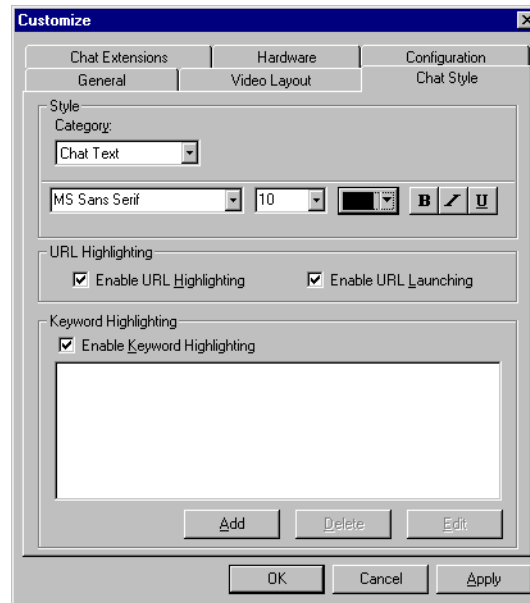 Customize
Chat Extensions Hardware Configuration
General Video Layout Chat Style
Style
Category:
Chat Text
MS Sans Serif 10 B I U
URL Highlighting
Enable URL Highlighting Enable URL Launching
Keyword Highlighting
Enable Keyword Highlighting
Add Delete Edit
OK Cancel Apply